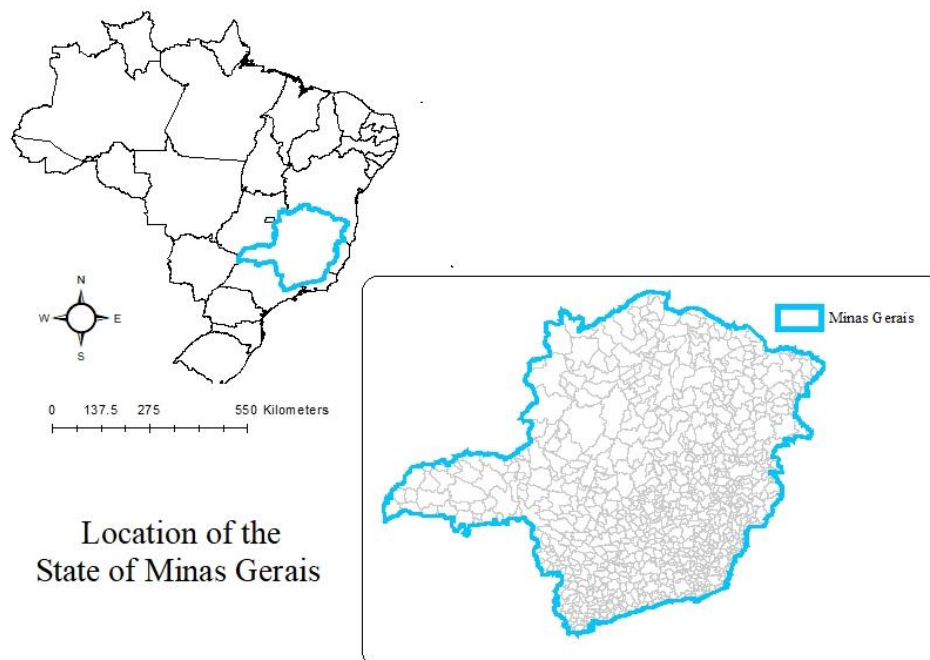 N
W E
S
0 137.5 275 550 Kilometers
Location of the
State of Minas Gerais
Minas Gerais